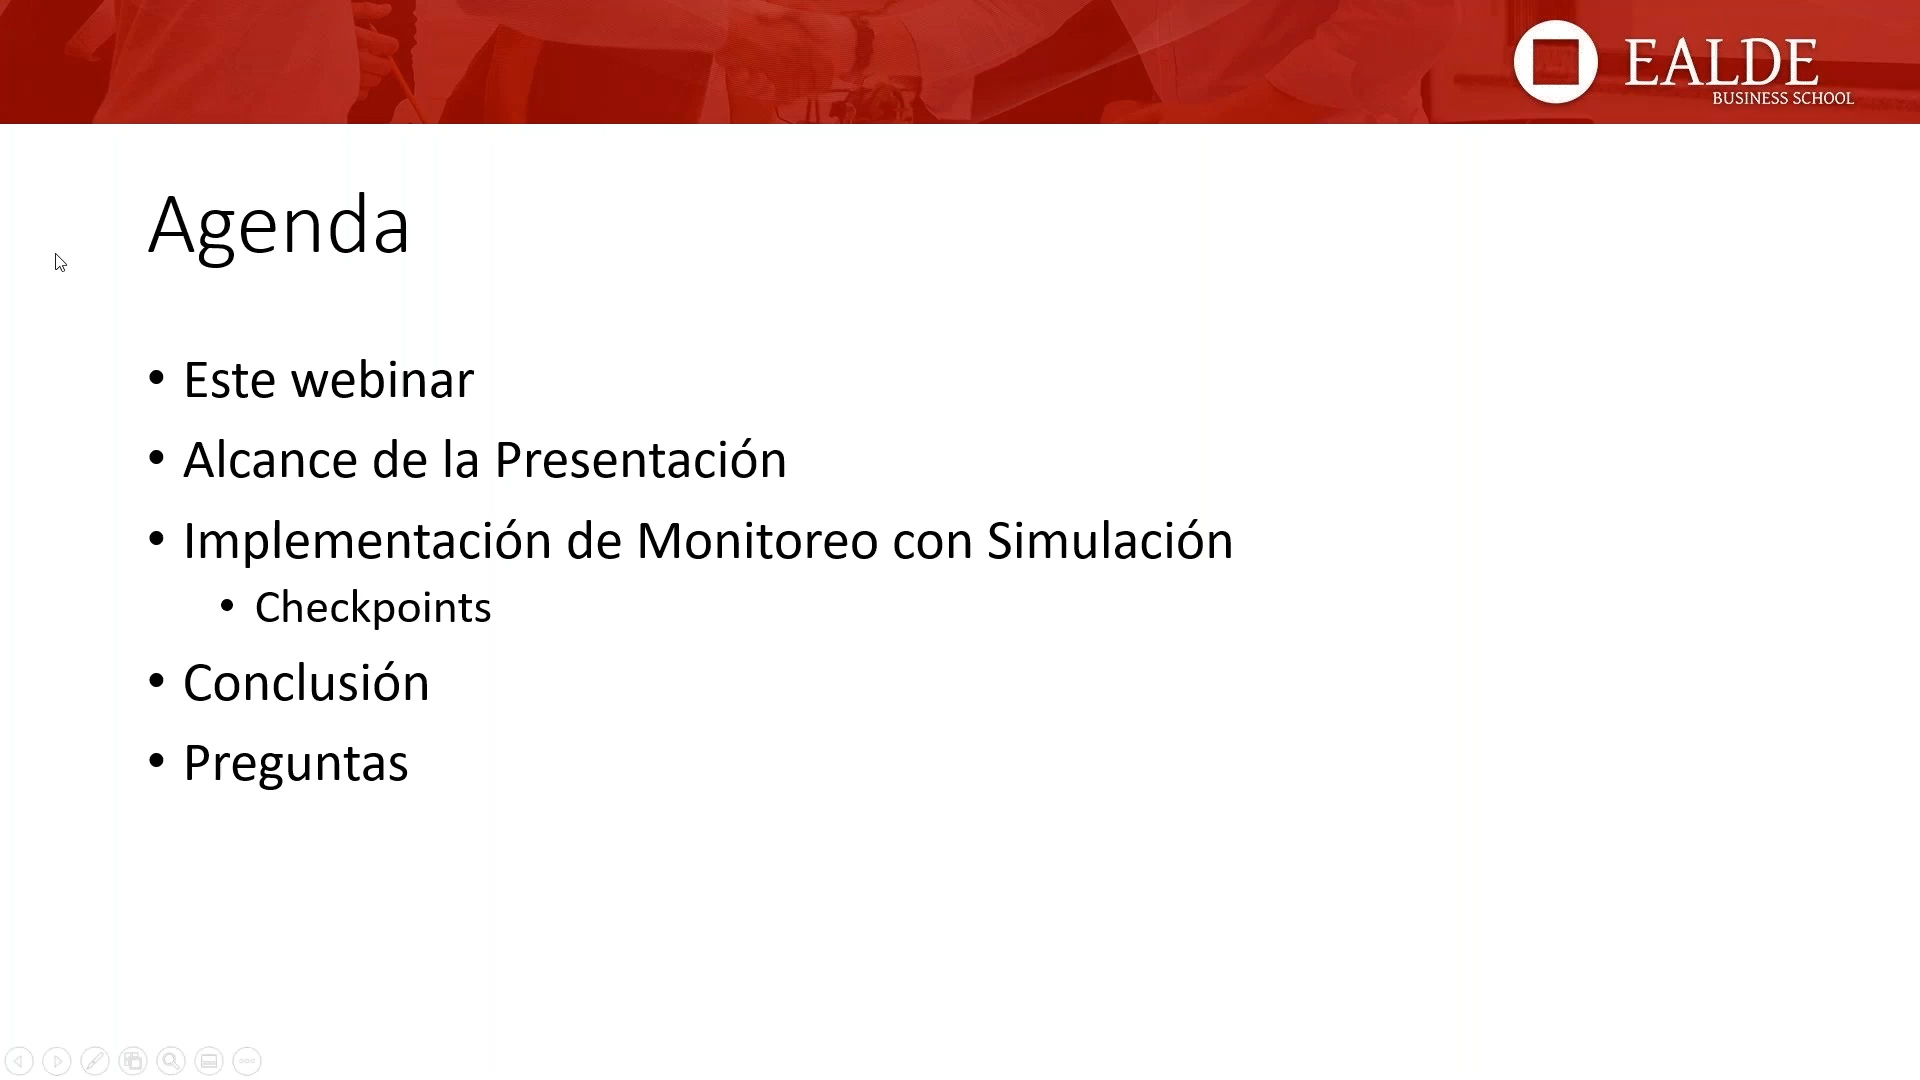 EALDE
BUSINESS SCHOOL
Agenda
• Este webinar
• Alcance de la Presentación
• Implementación de Monitoreo con Simulación
• Checkpoints
• Conclusión
• Preguntas